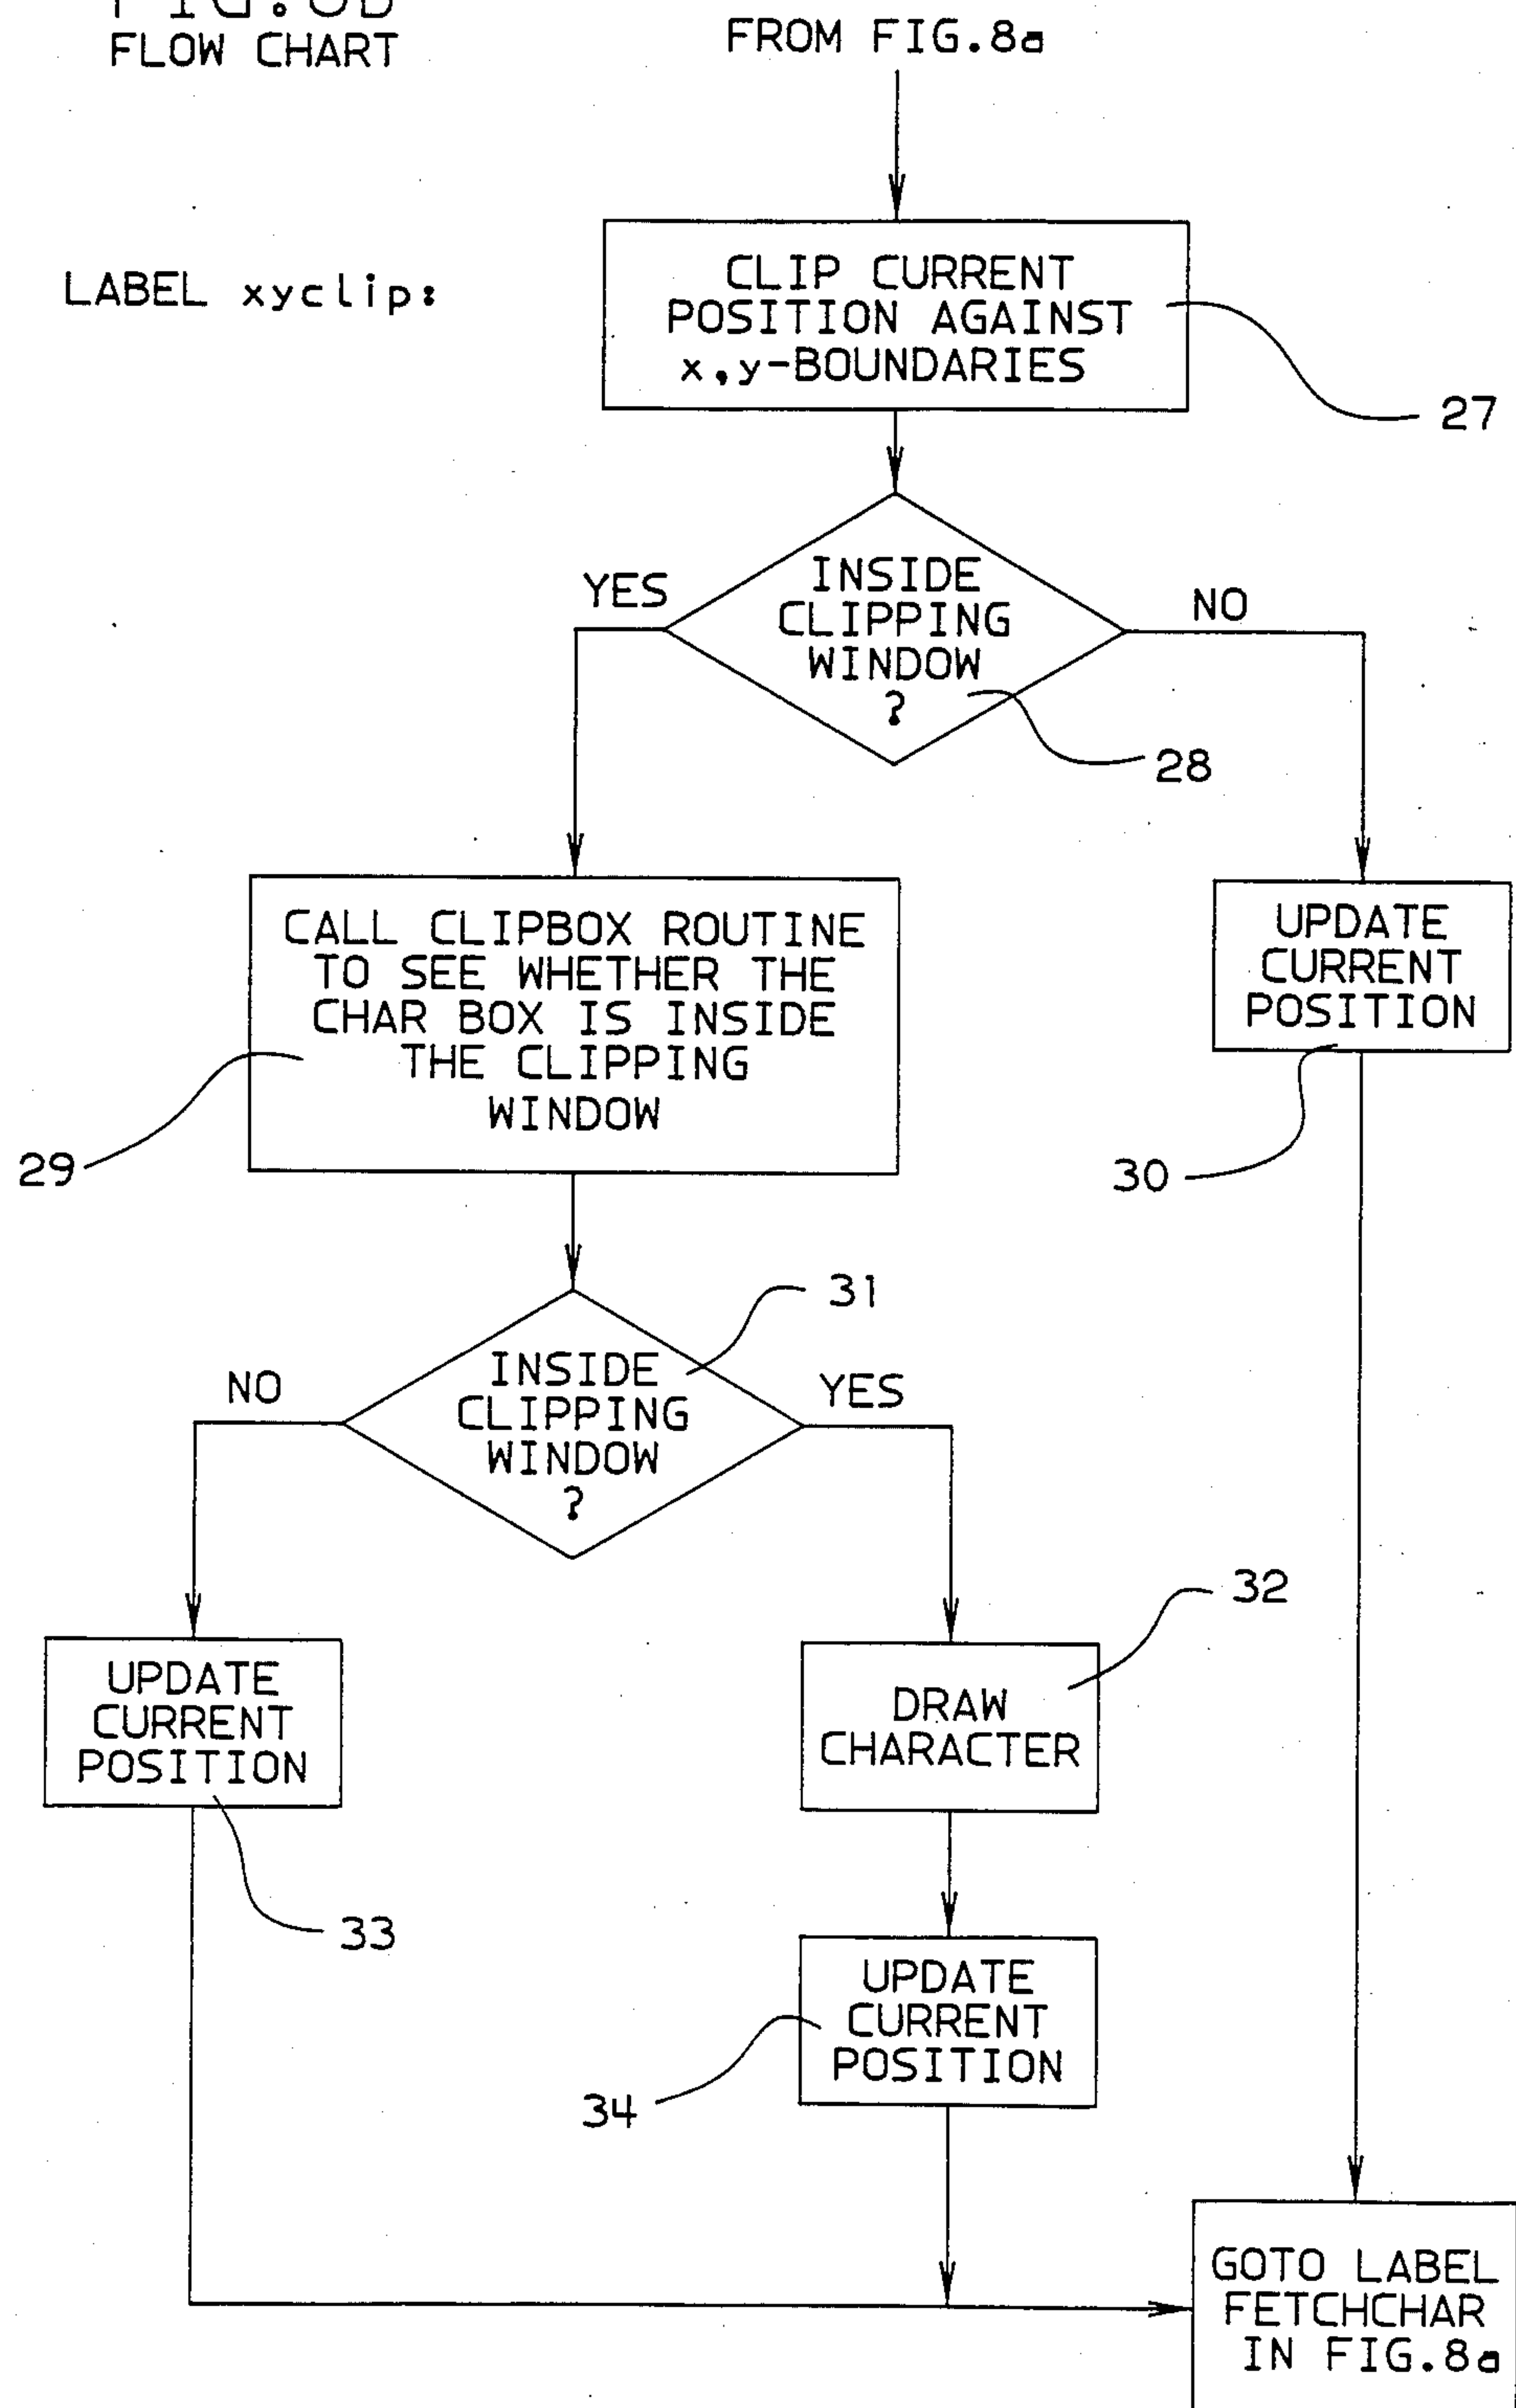 FIG.8b
FLOW CHART
FROM FIG.8a
LABEL xyclip:
CLIP CURRENT
POSITION AGAINST
x,y-BOUNDARIES
27
INSIDE
CLIPPING
WINDOW
?
YES
NO
28
CALL CLIPBOX ROUTINE
TO SEE WHETHER THE
CHAR BOX IS INSIDE
THE CLIPPING
WINDOW
29
UPDATE
CURRENT
POSITION
30
31
INSIDE
CLIPPING
WINDOW
?
NO
YES
32
UPDATE
CURRENT
POSITION
33
DRAW
CHARACTER
UPDATE
CURRENT
POSITION
34
GOTO LABEL
FETCHCHAR
IN FIG.8a